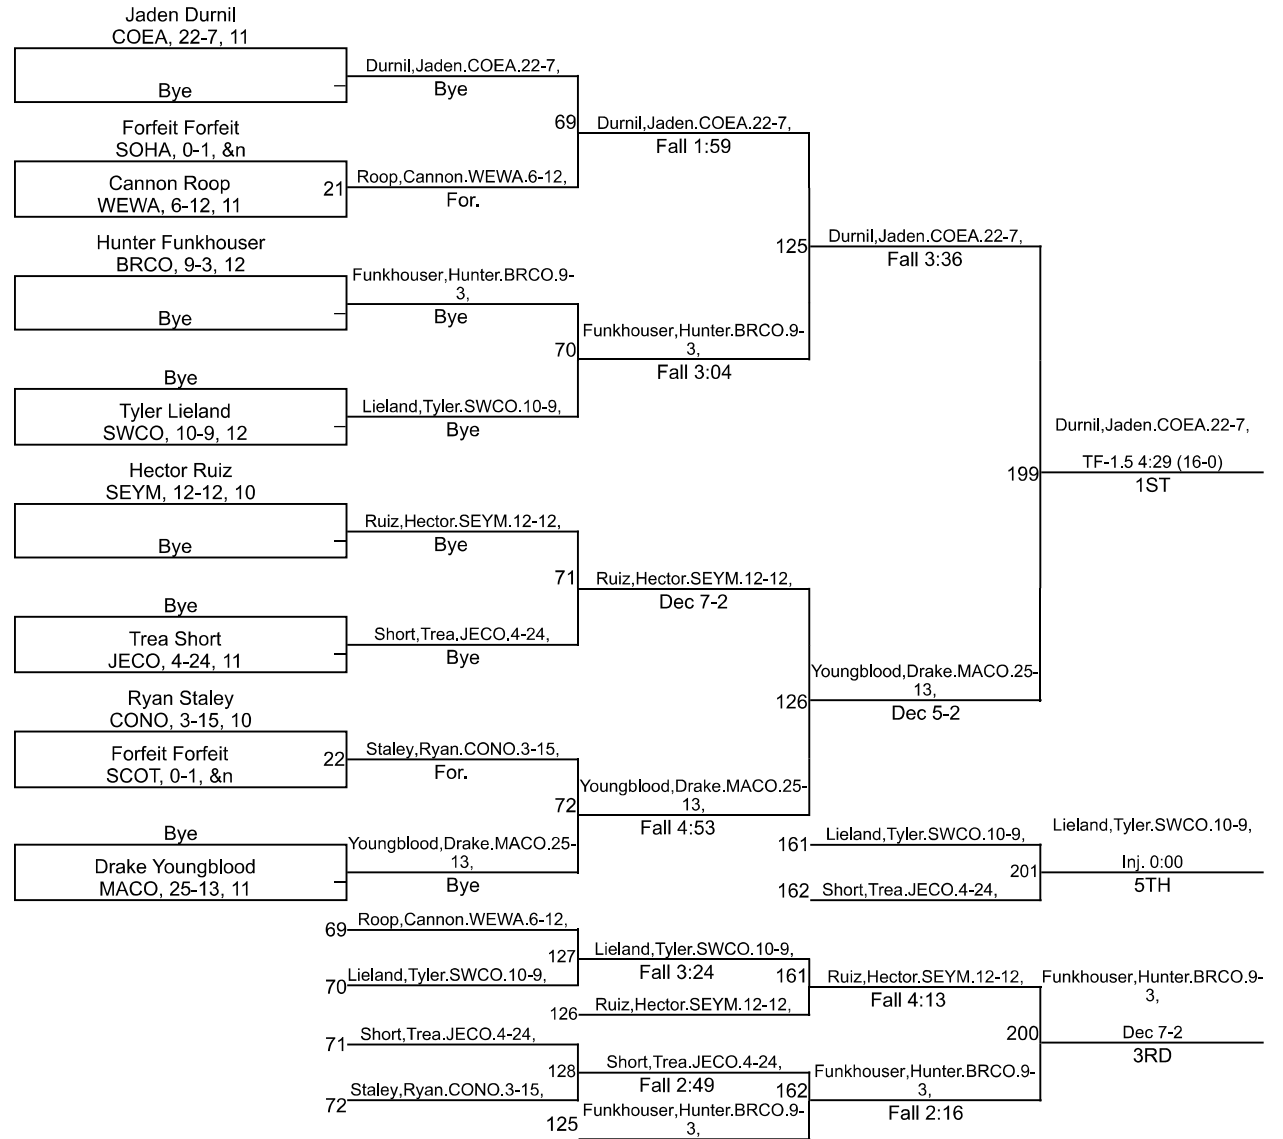 Jaden Durnil
COEA, 22-7, 11
Bye
Durnil,Jaden.COEA.22-7,
Bye
Forfeit Forfeit
SOHA, 0-1, &n
Cannon Roop
WEWA, 6-12, 11
21
Roop,Cannon.WEWA.6-12,
For.
69
Durnil,Jaden.COEA.22-7,
Fall 1:59
Hunter Funkhouser
BRCO, 9-3, 12
Bye
Funkhouser,Hunter.BRCO.9-
3,
Bye
Bye
Tyler Lieland
SWCO, 10-9, 12
Lieland,Tyler.SWCO.10-9,
Bye
70
Funkhouser,Hunter.BRCO.9-
3,
Fall 3:04
125
Durnil,Jaden.COEA.22-7,
Fall 3:36
Hector Ruiz
SEYM, 12-12, 10
Bye
Ruiz,Hector.SEYM.12-12,
Bye
Bye
Trea Short
JECO, 4-24, 11
Short,Trea.JECO.4-24,
Bye
71
Ruiz,Hector.SEYM.12-12,
Dec 7-2
Ryan Staley
CONO, 3-15, 10
Forfeit Forfeit
SCOT, 0-1, &n
22
Staley,Ryan.CONO.3-15,
For.
Bye
Drake Youngblood
MACO, 25-13, 11
Youngblood,Drake.MACO.25-
13,
Bye
72
Youngblood,Drake.MACO.25-
13,
Fall 4:53
126
Youngblood,Drake.MACO.25-
13,
Dec 5-2
199
Durnil,Jaden.COEA.22-7,
TF-1.5 4:29 (16-0)
1ST
161
Lieland,Tyler.SWCO.10-9,
162
Short,Trea.JECO.4-24,
201
Lieland,Tyler.SWCO.10-9,
Inj. 0:00
5TH
69
Roop,Cannon.WEWA.6-12,
70
Lieland,Tyler.SWCO.10-9,
127
Lieland,Tyler.SWCO.10-9,
Fall 3:24
126
Ruiz,Hector.SEYM.12-12,
161
Ruiz,Hector.SEYM.12-12,
Fall 4:13
71
Short,Trea.JECO.4-24,
72
Staley,Ryan.CONO.3-15,
128
Short,Trea.JECO.4-24,
Fall 2:49
125
Funkhouser,Hunter.BRCO.9-
3,
162
Funkhouser,Hunter.BRCO.9-
3,
Fall 2:16
200
Funkhouser,Hunter.BRCO.9-
3,
Dec 7-2
3RD